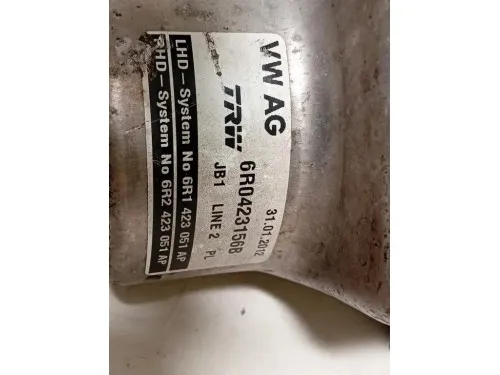 VW AG
31.01.2012
TRW 6R0423156B
JB1 LINE 2 PL
LHD-System No 6R1 423 051 AP
RHD-System No 6R2 423 051 AP